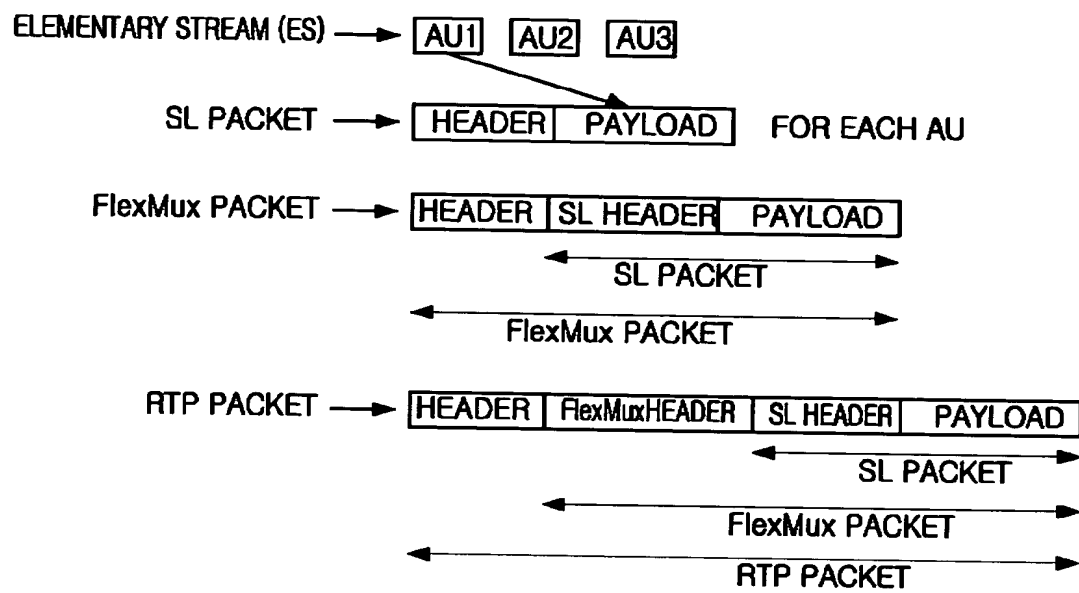 ELEMENTARY STREAM (ES) AU1 AU2 AU3
SL PACKET HEADER PAYLOAD FOR EACH AU
FlexMux PACKET HEADER SL HEADER PAYLOAD
SL PACKET
FlexMux PACKET
RTP PACKET HEADER FlexMuxHEADER SL HEADER PAYLOAD
SL PACKET
FlexMux PACKET
RTP PACKET